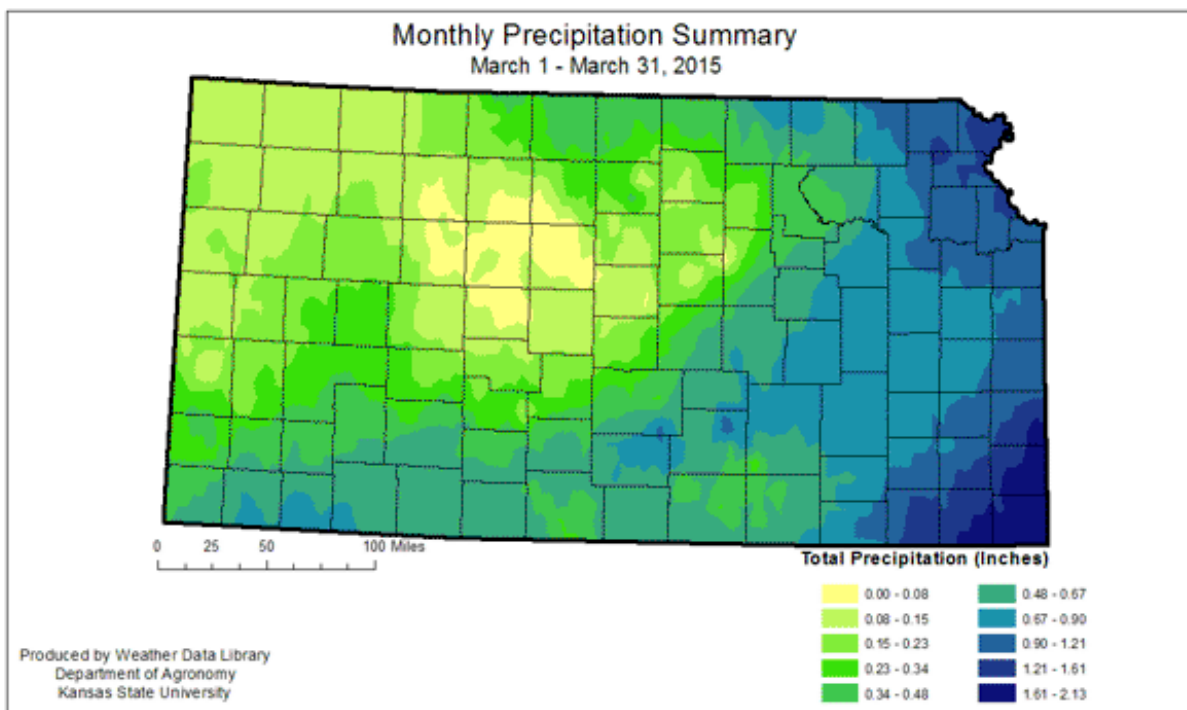 Monthly Precipitation Summary
March 1 - March 31, 2015
0 25 50 100 Miles
Total Precipitation (Inches)
0.00 - 0.08
0.08 - 0.15
0.15 - 0.23
0.23 - 0.34
0.34 - 0.48
0.48 - 0.67
0.67 - 0.90
0.90 - 1.21
1.21 - 1.61
1.61 - 2.13
Produced by Weather Data Library
Department of Agronomy
Kansas State University